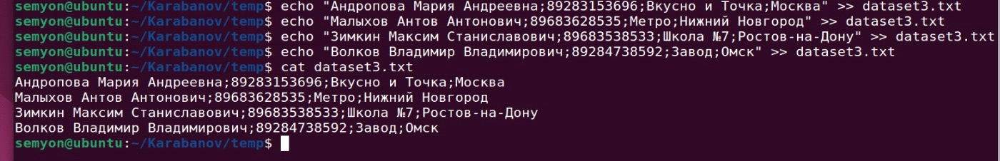 semyon@ubuntu:~/Karabanov/temp$ echo "Андропова Мария Андреевна;89283153696;Вкусно и Точка;Москва" >> dataset3.txt
semyon@ubuntu:~/Karabanov/temp$ echo "Малыхов Антов Антонович;89683628535;Метро;Нижний Новгород" >> dataset3.txt
semyon@ubuntu:~/Karabanov/temp$ echo "Зимкин Максим Станиславович;89683538533;Школа №7;Ростов-на-Дону" >> dataset3.txt
semyon@ubuntu:~/Karabanov/temp$ echo "Волков Владимир Владимирович;89284738592;Завод;Омск" >> dataset3.txt
semyon@ubuntu:~/Karabanov/temp$ cat dataset3.txt
Андропова Мария Андреевна;89283153696;Вкусно и Точка;Москва
Малыхов Антов Антонович;89683628535;Метро;Нижний Новгород
Зимкин Максим Станиславович;89683538533;Школа №7;Ростов-на-Дону
Волков Владимир Владимирович;89284738592;Завод;Омск
semyon@ubuntu:~/Karabanov/temp$